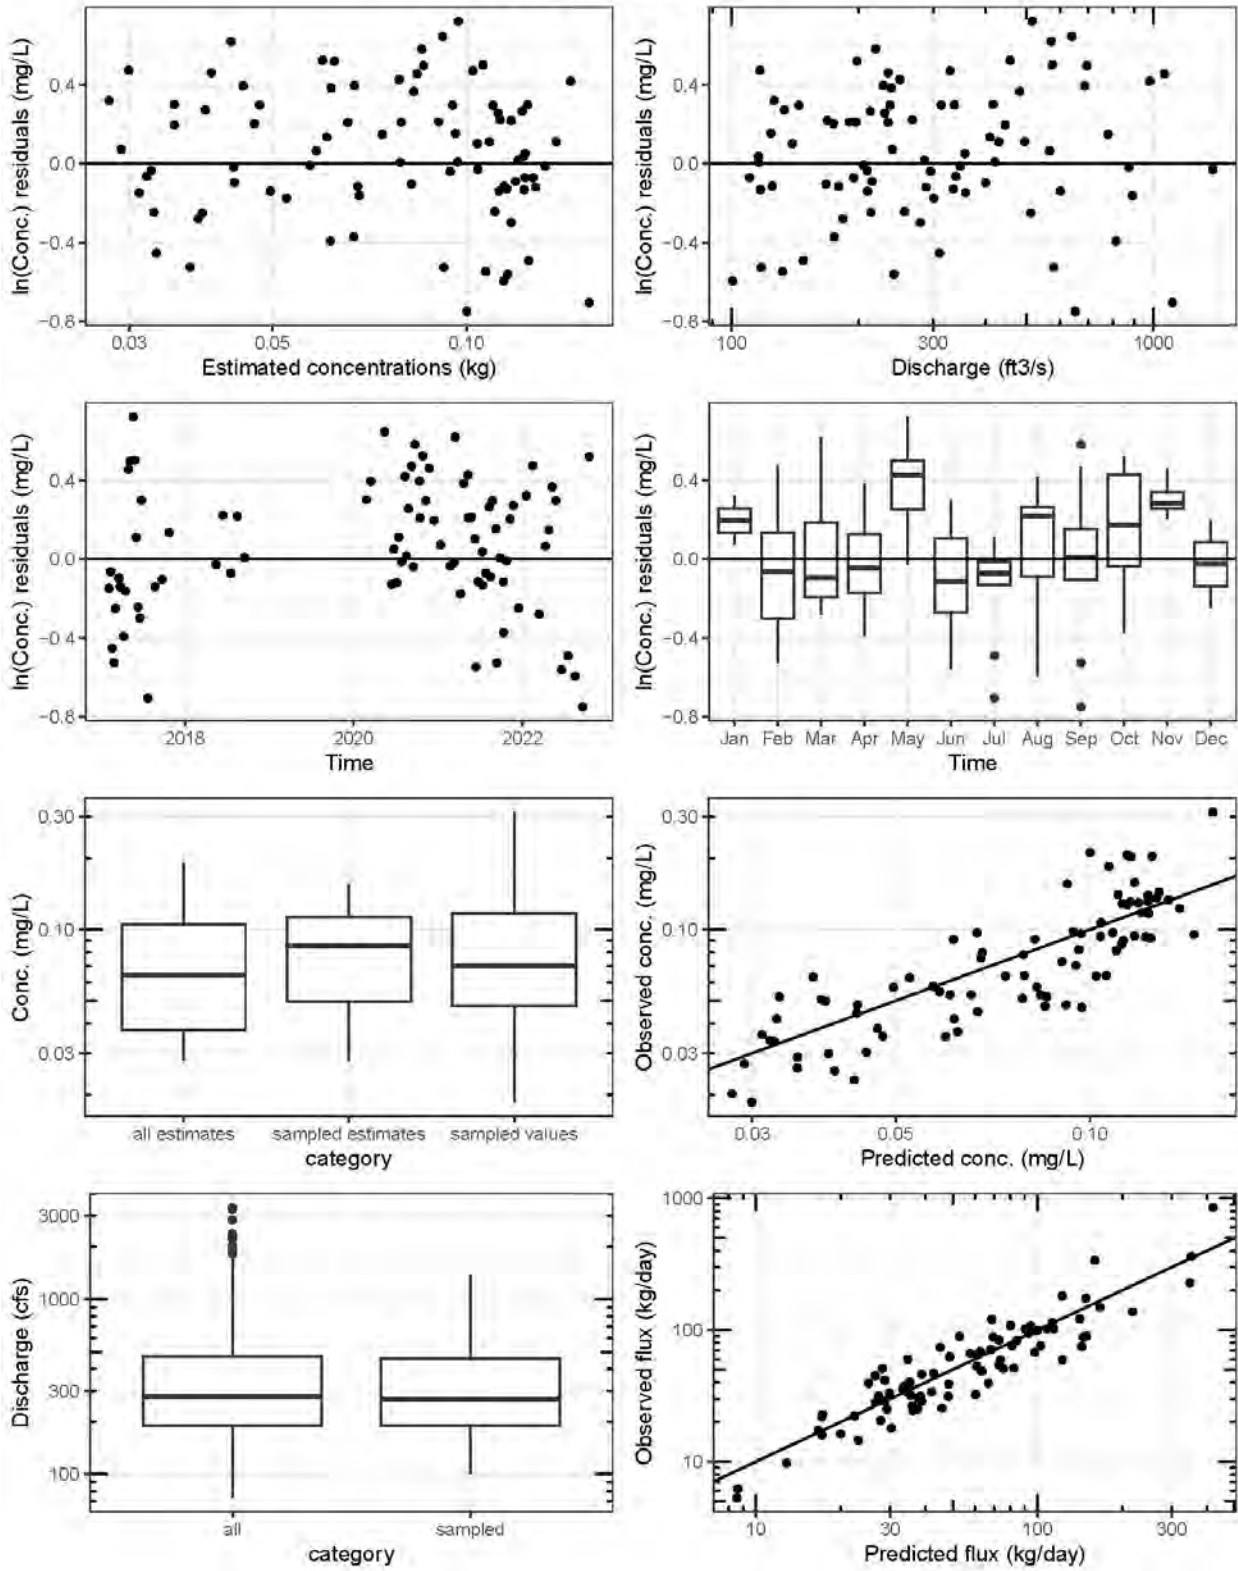 ln(Conc.) residuals (mg/L)
0.4
0.0
−0.4
−0.8
0.03
0.05
0.10
Estimated concentrations (kg)
ln(Conc.) residuals (mg/L)
0.4
0.0
−0.4
−0.8
100
300
1000
Discharge (ft3/s)
ln(Conc.) residuals (mg/L)
0.4
0.0
−0.4
−0.8
2018
2020
2022
Time
ln(Conc.) residuals (mg/L)
0.4
0.0
−0.4
−0.8
Jan Feb Mar Apr May Jun Jul Aug Sep Oct Nov Dec
Time
Conc. (mg/L)
0.30
0.10
0.03
all estimates
sampled estimates
sampled values
category
Observed conc. (mg/L)
0.30
0.10
0.03
0.03
0.05
0.10
Predicted conc. (mg/L)
Discharge (cfs)
3000
1000
300
100
all
sampled
category
Observed flux (kg/day)
1000
100
10
10
30
100
300
Predicted flux (kg/day)